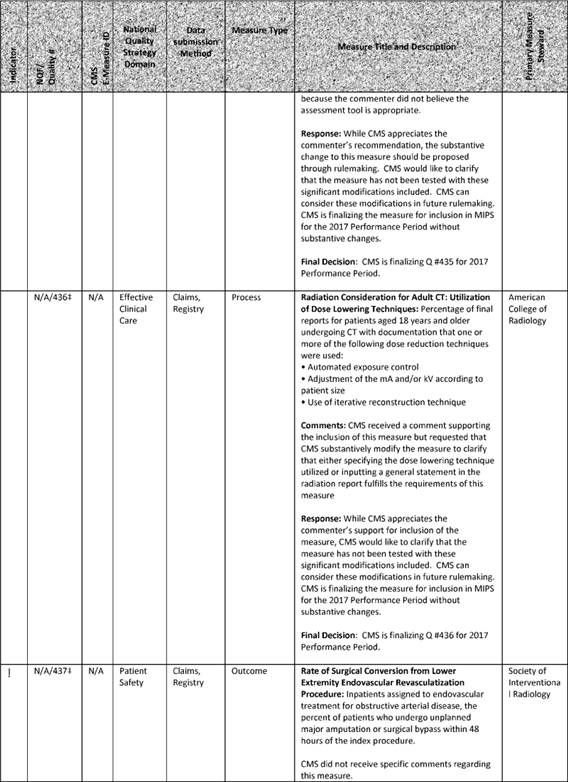 Indicator
NQF/
Quality #
CMS
E-Measure ID
National
Quality
Strategy
Domain
Data
submission
Method
Measure Type
Measure Title and Description
Primary Measure
Steward
because the commenter did not believe the
assessment tool is appropriate.
Response: While CMS appreciates the
commenter's recommendation, the substantive
change to this measure should be proposed
through rulemaking. CMS would like to clarify
that the measure has not been tested with these
significant modifications included. CMS can
consider these modifications in future rulemaking.
CMS is finalizing the measure for inclusion in MIPS
for the 2017 Performance Period without
substantive changes.
Final Decision: CMS is finalizing Q #435 for 2017
Performance Period.
N/A/436‡
N/A
Effective
Clinical
Care
Claims,
Registry
Process
Radiation Consideration for Adult CT: Utilization
of Dose Lowering Techniques: Percentage of final
reports for patients aged 18 years and older
undergoing CT with documentation that one or
more of the following dose reduction techniques
were used:
• Automated exposure control
• Adjustment of the mA and/or kV according to
patient size
• Use of iterative reconstruction technique
Comments: CMS received a comment supporting
the inclusion of this measure but requested that
CMS substantively modify the measure to clarify
that either specifying the dose lowering technique
utilized or inputting a general statement in the
radiation report fulfills the requirements of this
measure
Response: While CMS appreciates the
commenter's support for inclusion of the
measure, CMS would like to clarify that the
measure has not been tested with these
significant modifications included. CMS can
consider these modifications in future rulemaking.
CMS is finalizing the measure for inclusion in MIPS
for the 2017 Performance Period without
substantive changes.
Final Decision: CMS is finalizing Q #436 for 2017
Performance Period.
American
College of
Radiology
!
N/A/437‡
N/A
Patient
Safety
Claims,
Registry
Outcome
Rate of Surgical Conversion from Lower
Extremity Endovascular Revascularization
Procedure: Inpatients assigned to endovascular
treatment for obstructive arterial disease, the
percent of patients who undergo unplanned
major amputation or surgical bypass within 48
hours of the index procedure.
CMS did not receive specific comments regarding
this measure.
Society of
Interventiona
l Radiology